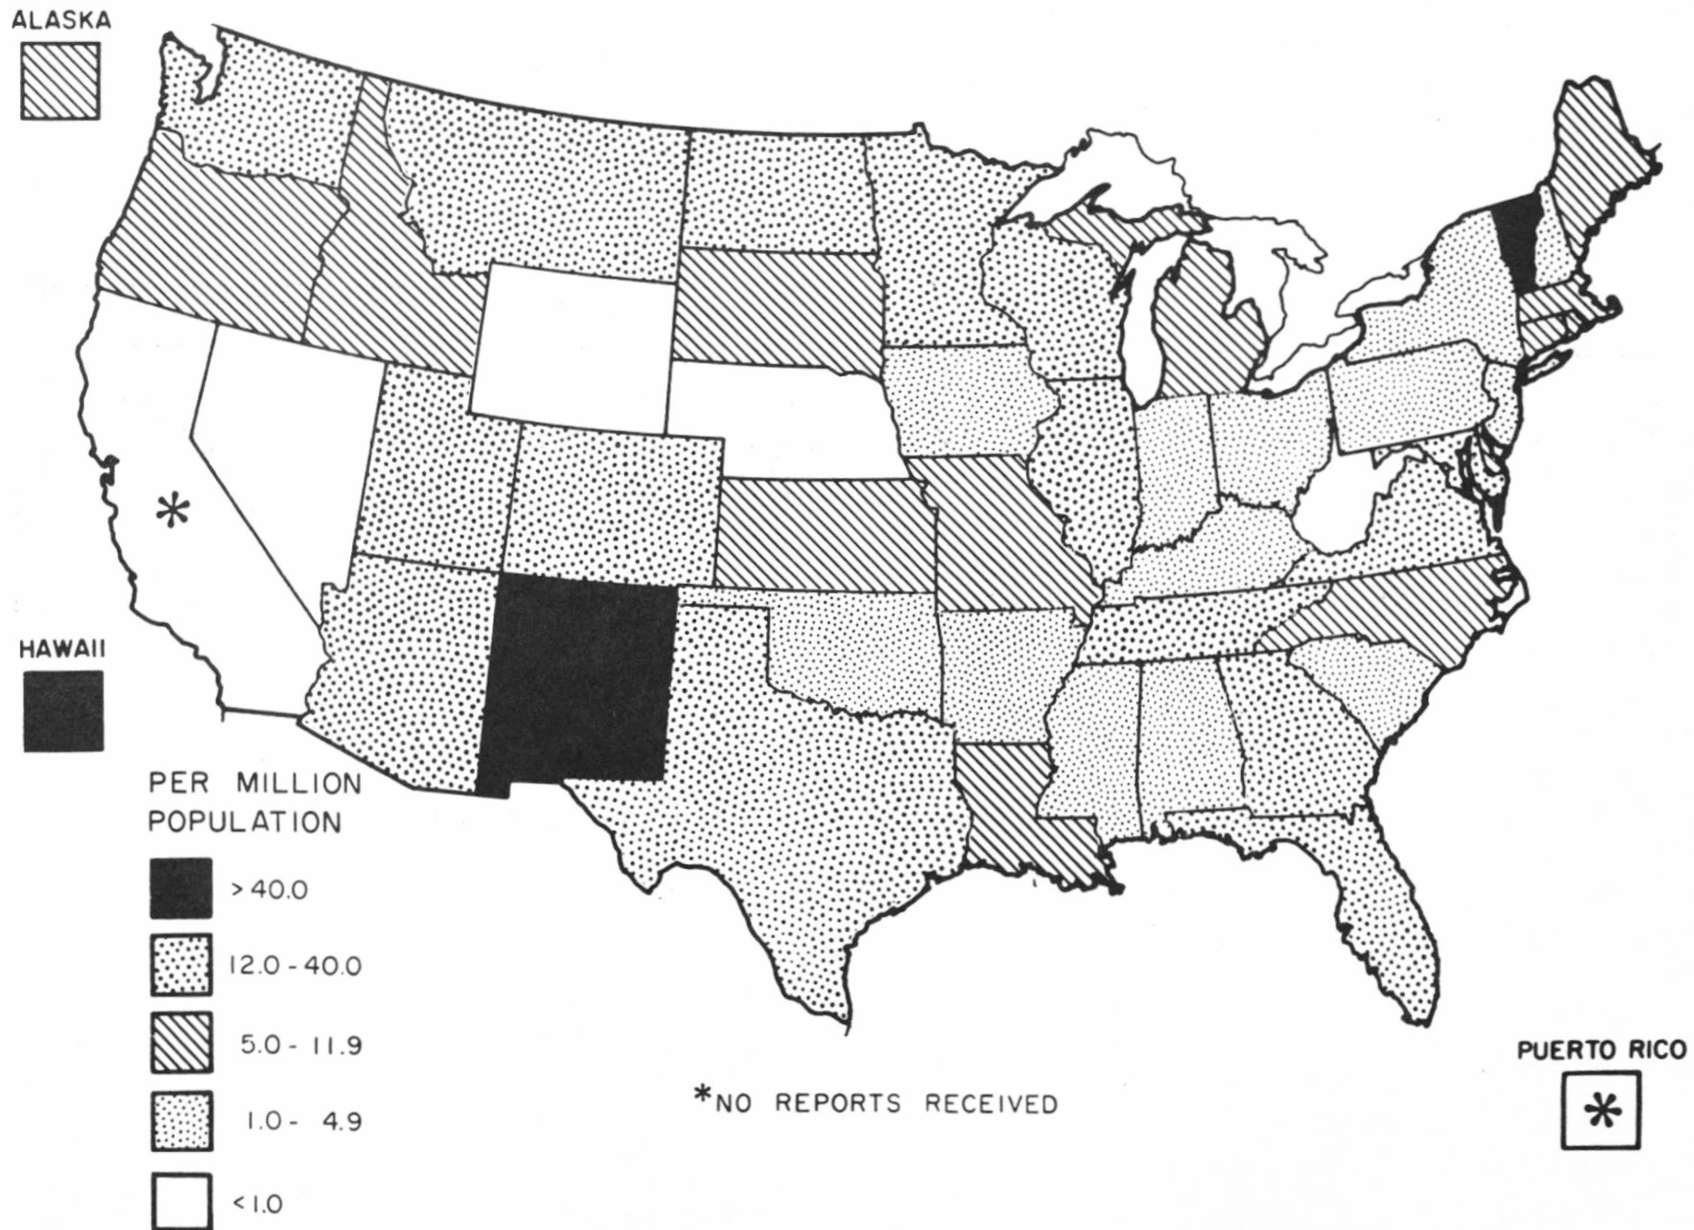 ALASKA
*
HAWAII
PER MILLION
POPULATION
> 40.0
12.0 - 40.0
5.0 - 11.9
1.0 - 4.9
< 1.0
*NO REPORTS RECEIVED
PUERTO RICO
*